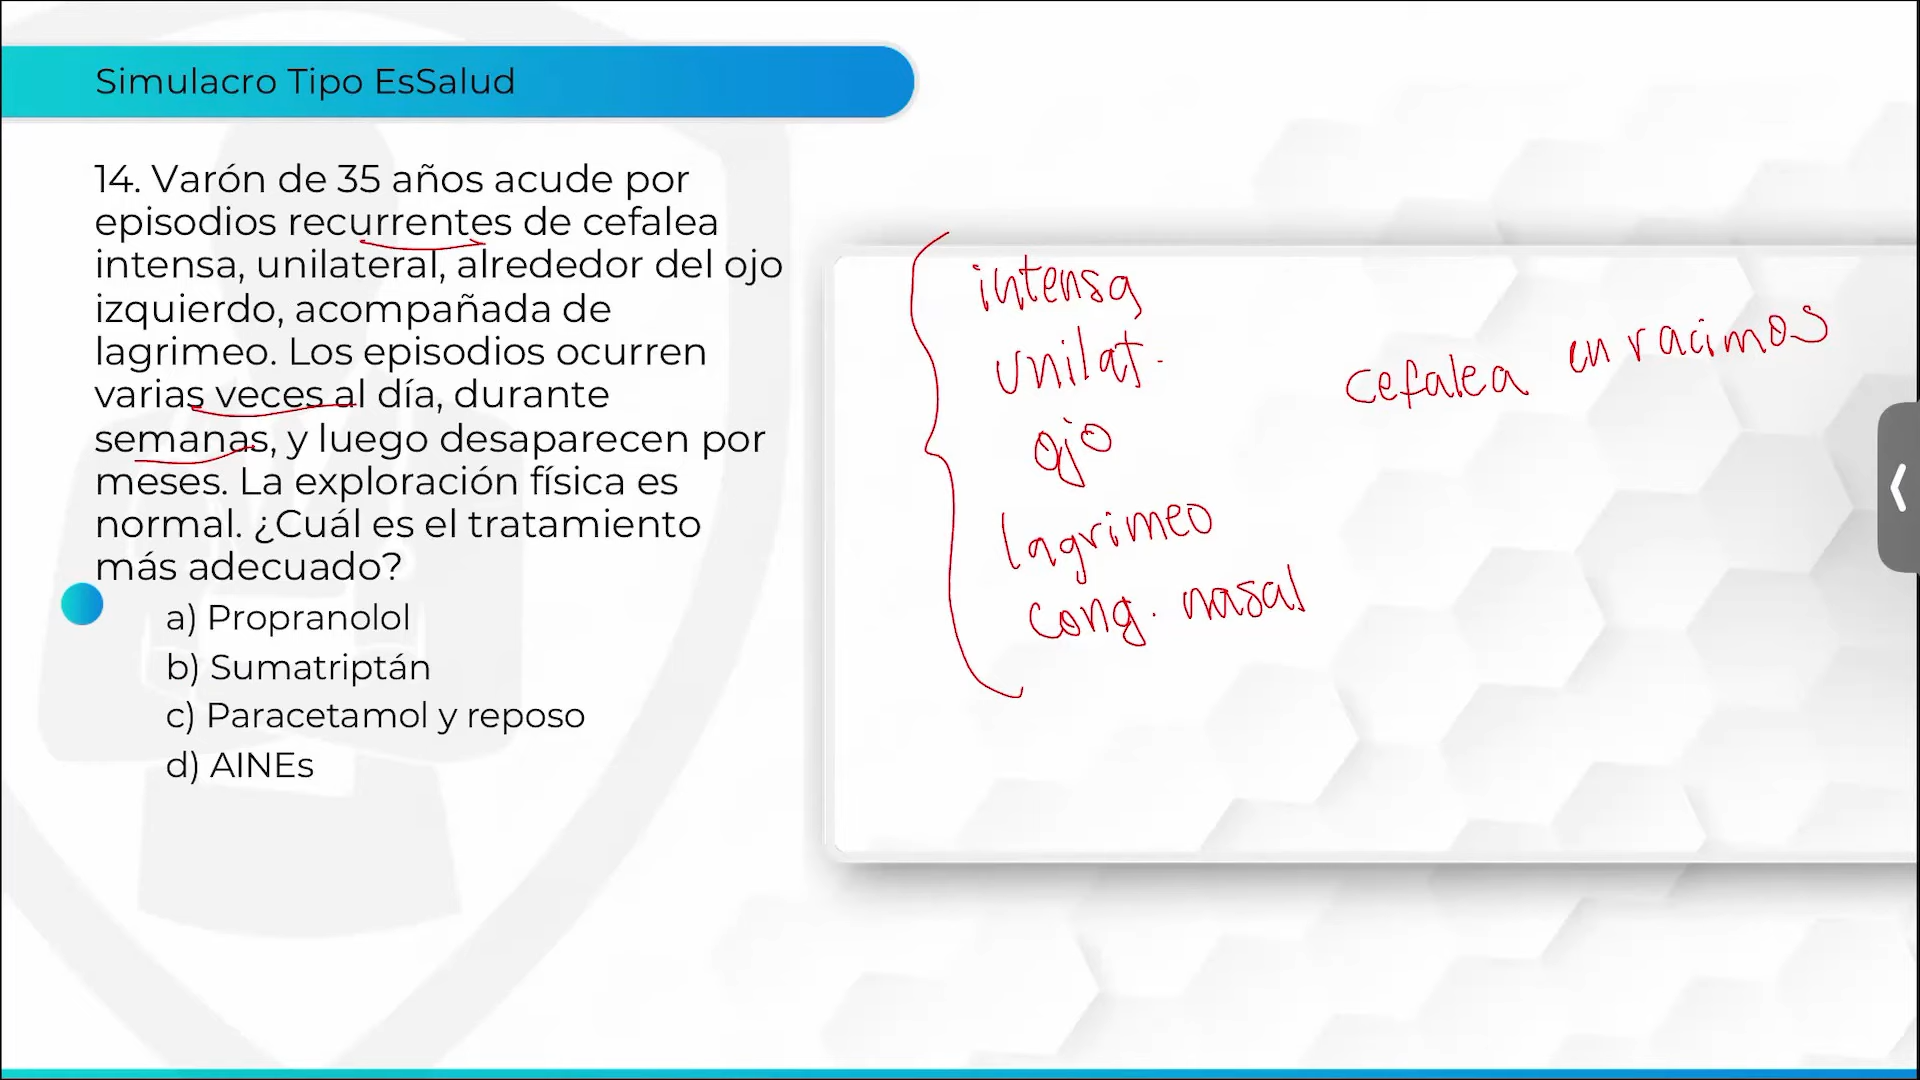 Simulacro Tipo EsSalud
14. Varón de 35 años acude por
episodios recurrentes de cefalea
intensa, unilateral, alrededor del ojo
izquierdo, acompañada de
lagrimeo. Los episodios ocurren
varias veces al día, durante
semanas, y luego desaparecen por
meses. La exploración física es
normal. ¿Cuál es el tratamiento
más adecuado?
a) Propranolol
b) Sumatriptán
c) Paracetamol y reposo
d) AINEs
intensa
unilat.
ojo
lagrimeo
cong. nasal
cefalea en racimos